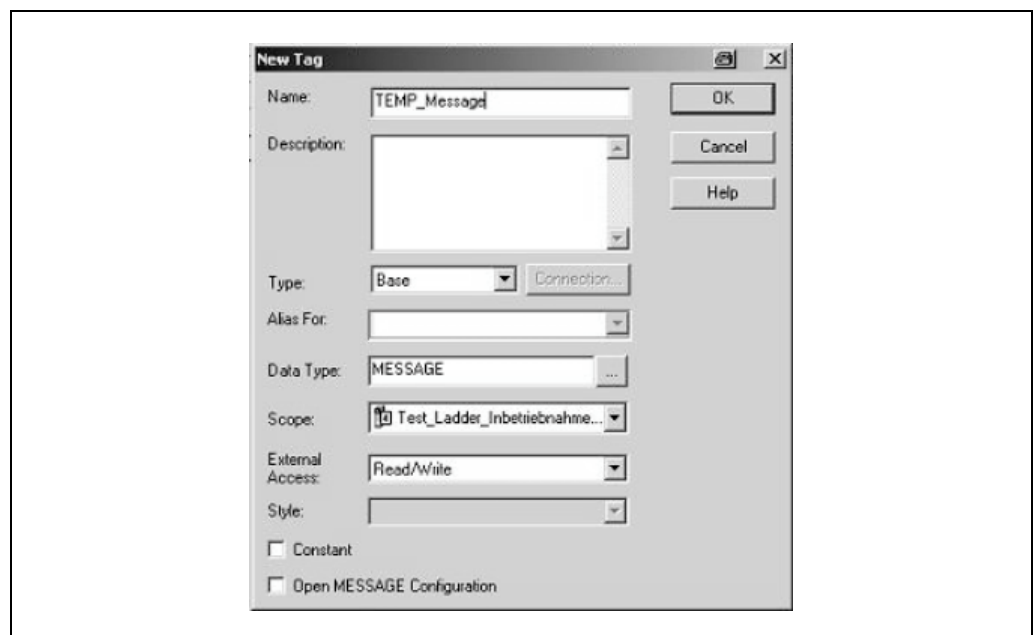 New Tag
Name: TEMP_Message OK
Description: Cancel
Help
Type: Base Connection...
Alias For:
Data Type: MESSAGE ...
Scope: Test_Ladder_Inbetriebnahme...
External Access: Read/Write
Style:
Constant
Open MESSAGE Configuration